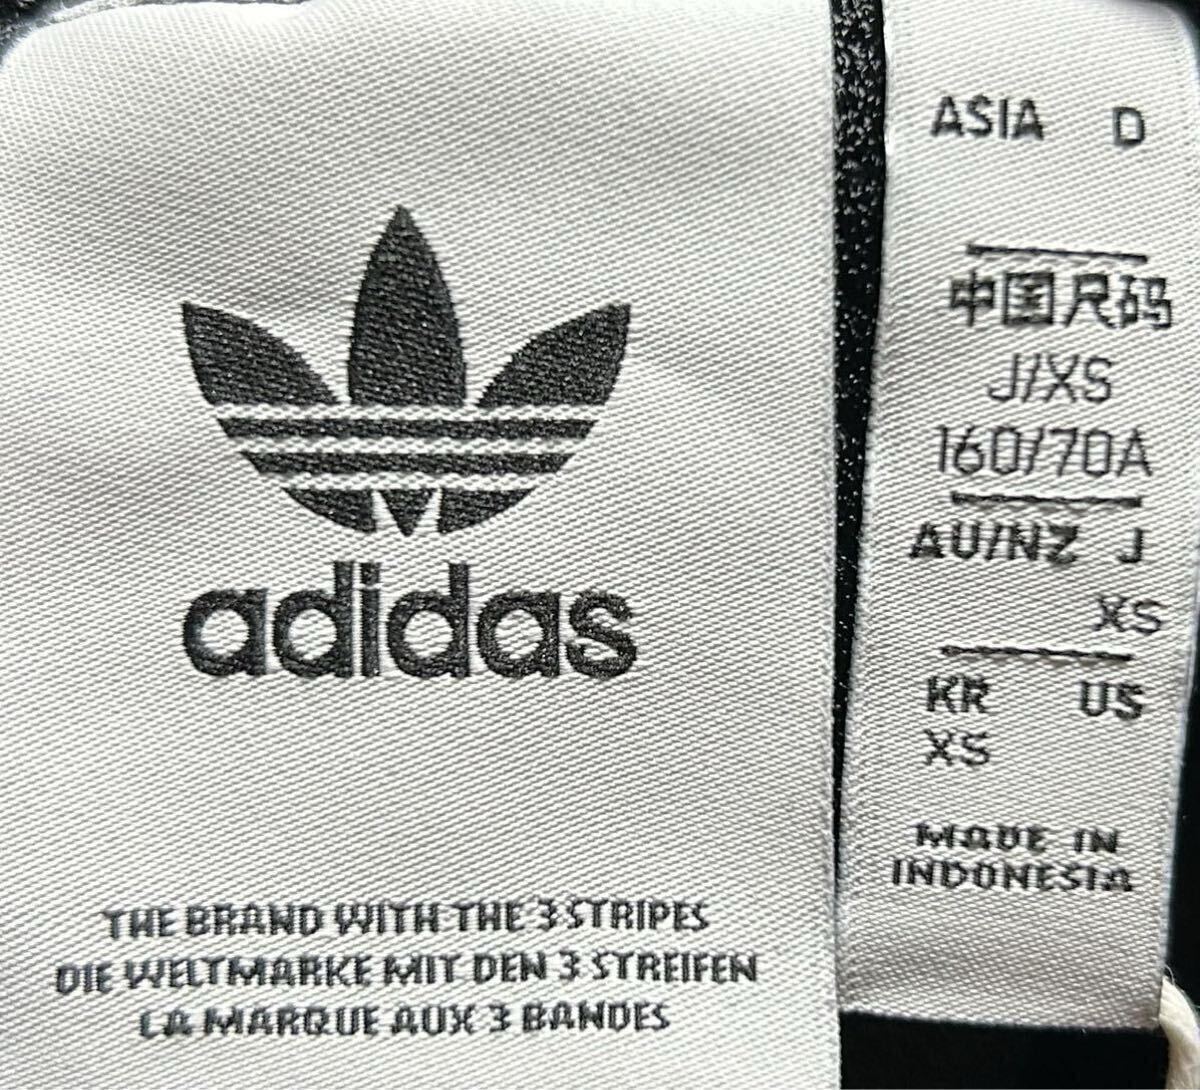 adidas
THE BRAND WITH THE 3 STRIPES
DIE WELTMARKE MIT DEN 3 STREIFEN
LA MARQUE AUX 3 BANDES
ASIA D
中国尺码
J/XS
160/70A
AU/NZ J
XS
KR US
XS
MADE IN
INDONESIA